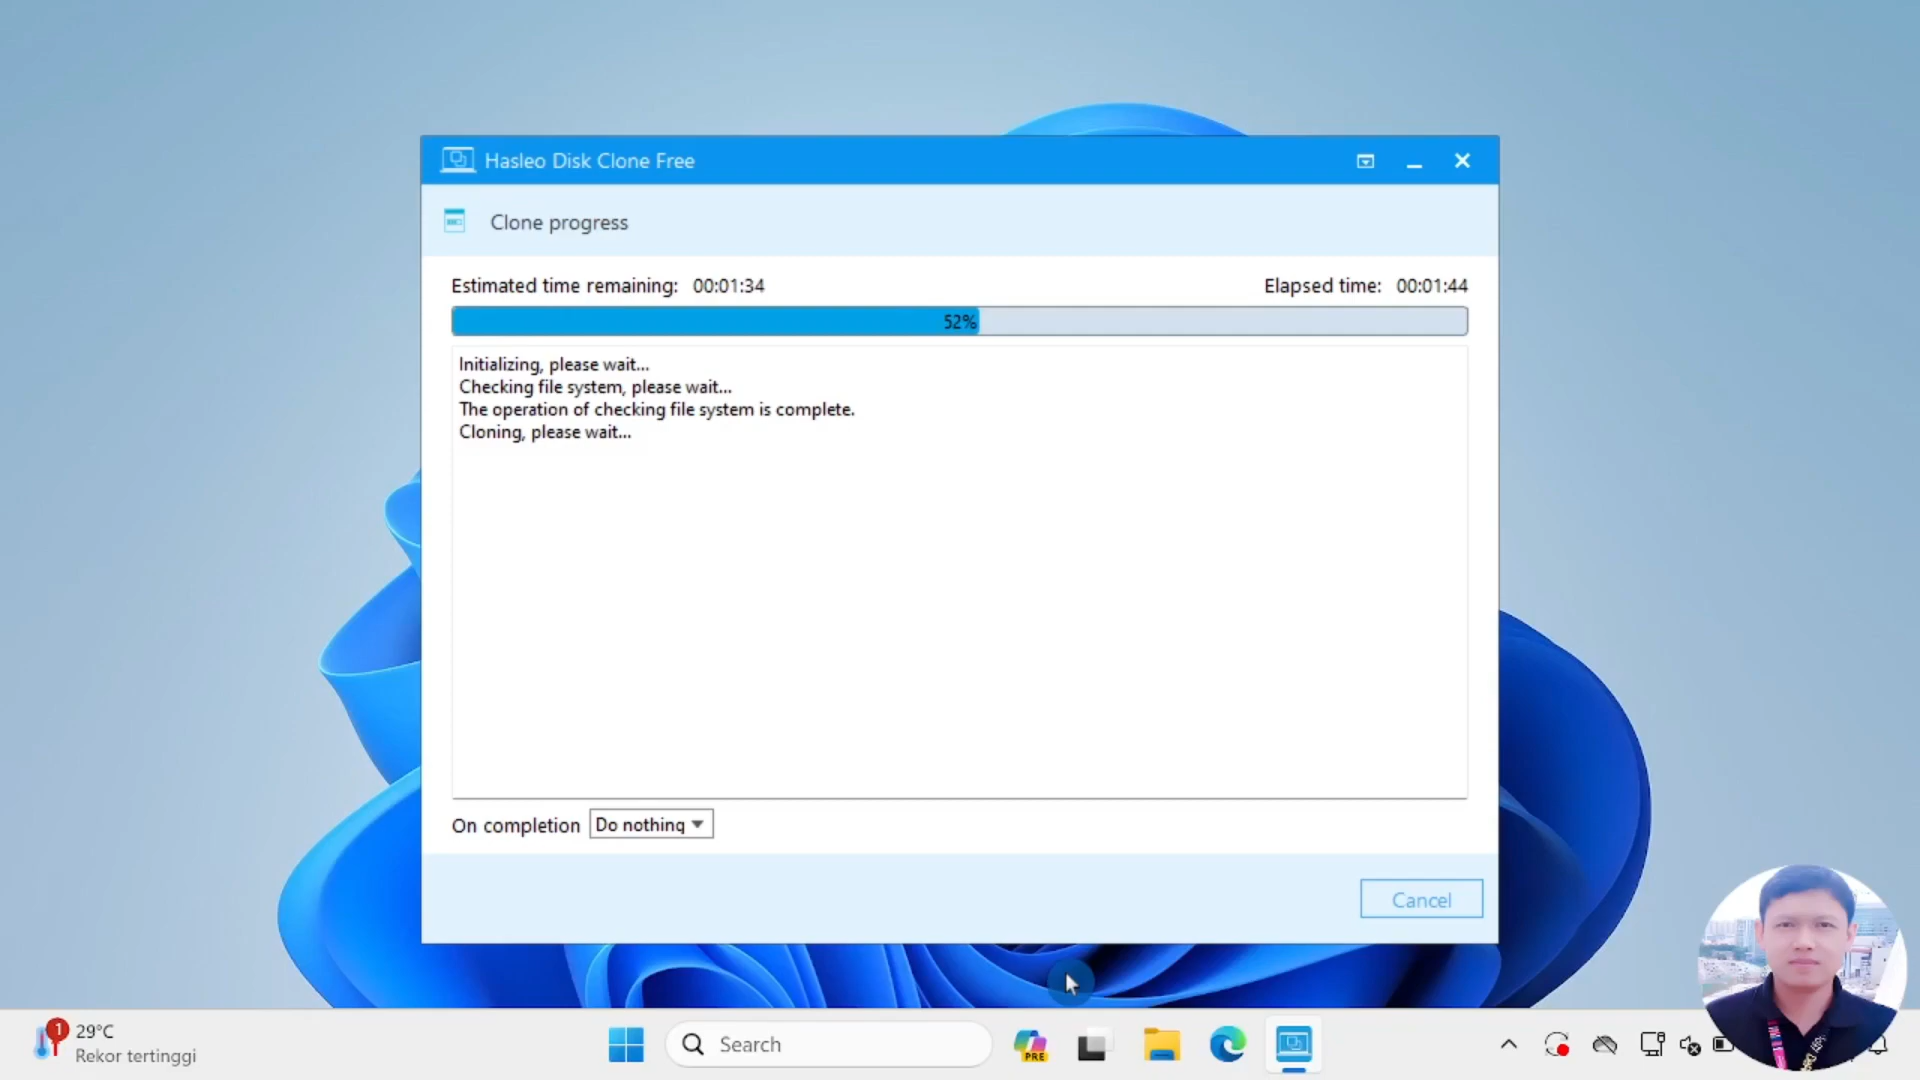 Hasleo Disk Clone Free
Clone progress
Estimated time remaining: 00:01:34
Elapsed time: 00:01:44
52%
Initializing, please wait...
Checking file system, please wait...
The operation of checking file system is complete.
Cloning, please wait...
On completion
Do nothing
Cancel
1
29°C
Rekor tertinggi
Search
PRE